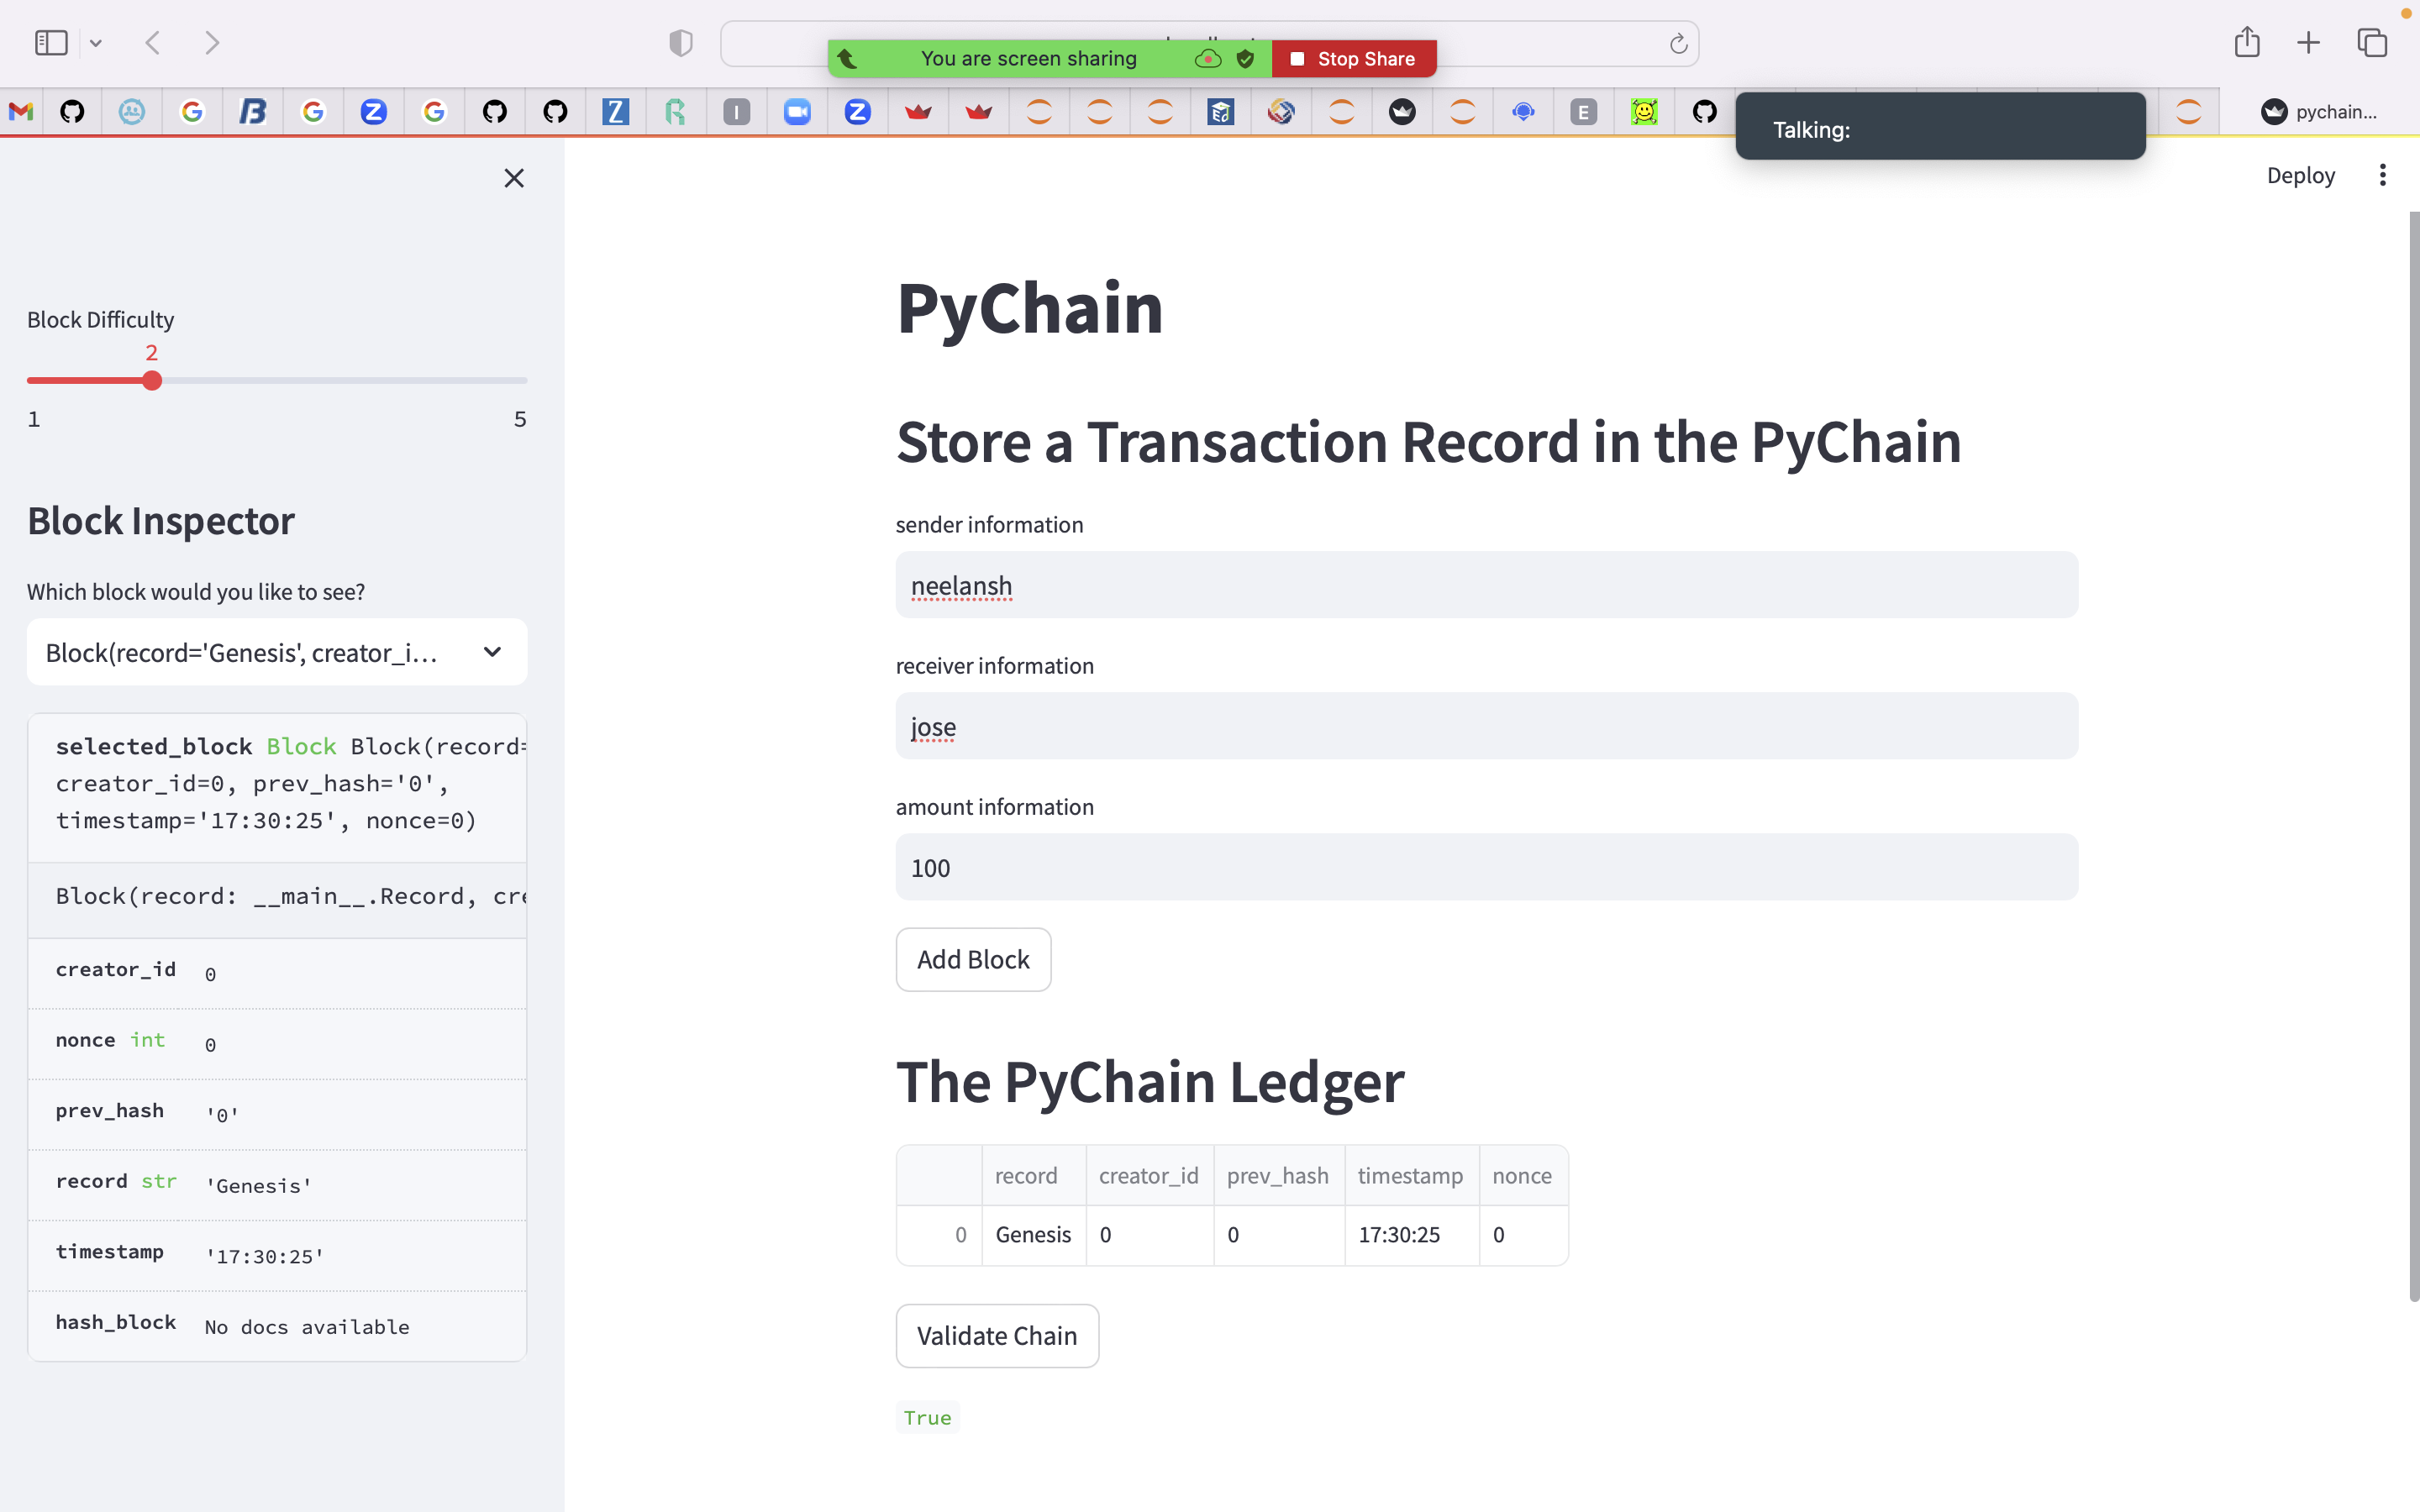 You are screen sharing
Stop Share
Talking:
pychain...
Deploy
Block Difficulty
2
1
5
Block Inspector
Which block would you like to see?
Block(record='Genesis', creator_i...
selected_block Block Block(record=
creator_id=0, prev_hash='0',
timestamp='17:30:25', nonce=0)
Block(record: __main__.Record, cre
creator_id 0
nonce int 0
prev_hash '0'
record str 'Genesis'
timestamp '17:30:25'
hash_block No docs available
PyChain
Store a Transaction Record in the PyChain
sender information
neelansh
receiver information
jose
amount information
100
Add Block
The PyChain Ledger
record creator_id prev_hash timestamp nonce
0 Genesis 0 0 17:30:25 0
Validate Chain
True